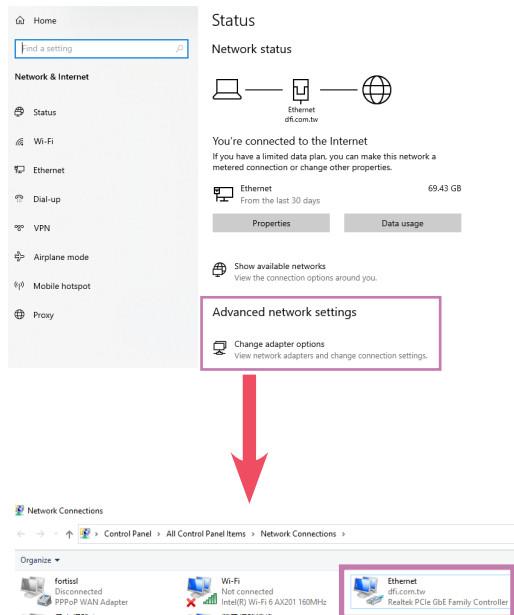 Home
Find a setting
Network & Internet
Status
Wi-Fi
Ethernet
Dial-up
VPN
Airplane mode
Mobile hotspot
Proxy
Status
Network status
Ethernet
dfi.com.tw
You're connected to the Internet
If you have a limited data plan, you can make this network a
metered connection or change other properties.
Ethernet 69.43 GB
From the last 30 days
Properties Data usage
Show available networks
View the connection options around you.
Advanced network settings
Change adapter options
View network adapters and change connection settings.
Network Connections
Control Panel > All Control Panel Items > Network Connections >
Organize
fortissl
Disconnected
PPPoP WAN Adapter
Wi-Fi
Not connected
Intel(R) Wi-Fi 6 AX201 160MHz
Ethernet
dfi.com.tw
Realtek PCIe GbE Family Controller